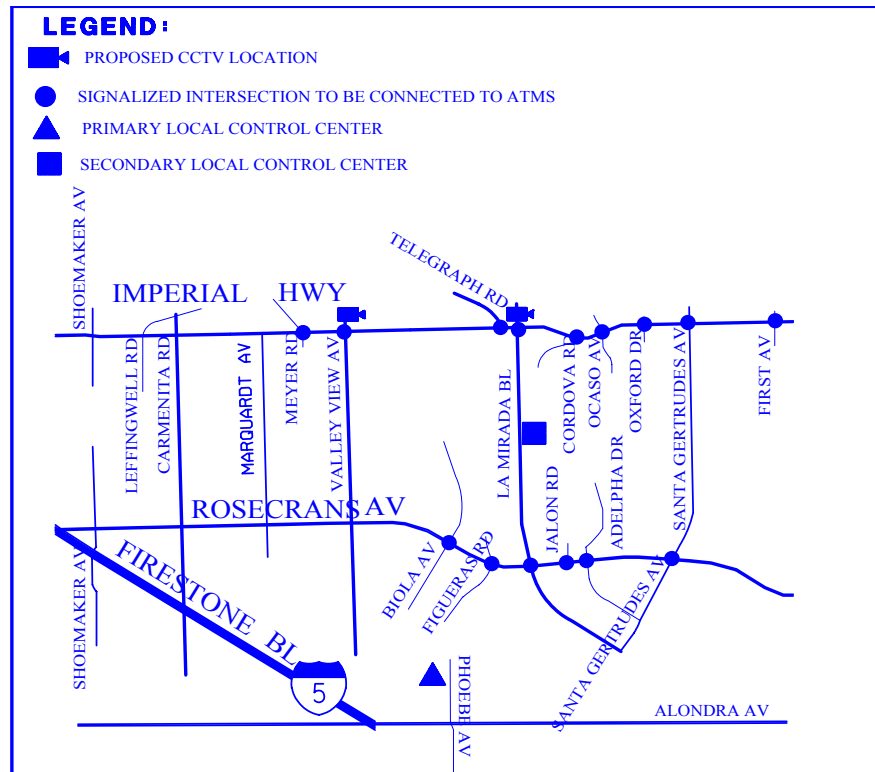 LEGEND:
PROPOSED CCTV LOCATION
SIGNALIZED INTERSECTION TO BE CONNECTED TO ATMS
PRIMARY LOCAL CONTROL CENTER
SECONDARY LOCAL CONTROL CENTER
SHOEMAKER AV
TELEGRAPH RD
IMPERIAL HWY
LEFFINGWELL RD
CARMENITA RD
MARQUARDT AV
MEYER RD
VALLEY VIEW AV
LA MIRADA BL
CORDOVA RD
OCASO AV
OXFORD DR
SANTA GERTRUDES AV
FIRST AV
ROSECRANS AV
JALON RD
ADELPHA DR
SHOEMAKER AV
FIRESTONE BL
BIOLA AV
FIGUERAS RD
SANTA GERTRUDES AV
5
PHOEBE AV
ALONDRA AV